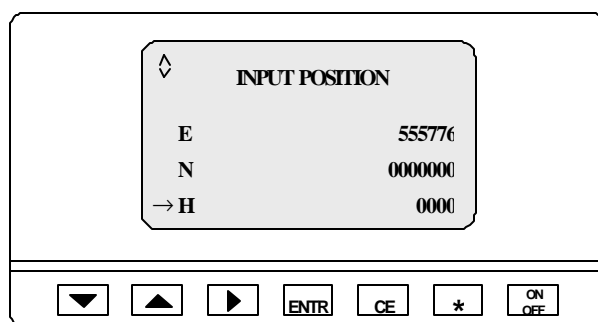 INPUT POSITION
E 555776
N 0000000
→ H 0000
ENTR CE * ON OFF